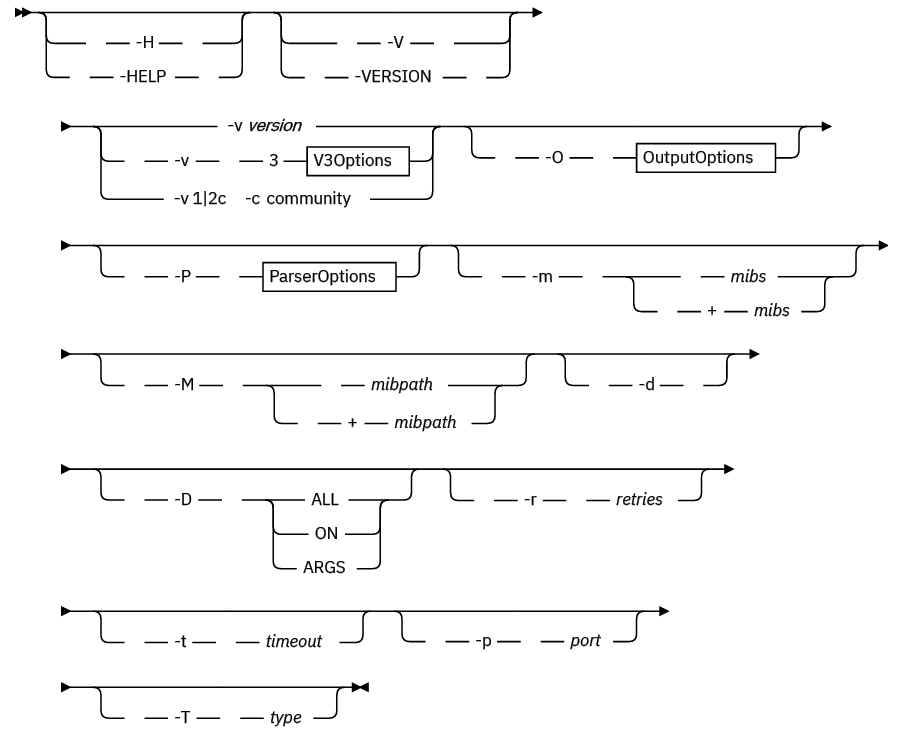 -H -V
-HELP -VERSION
-v version
-v 3 V3Options -O OutputOptions
-v 1|2c -c community
-P ParserOptions -m mibs
+ mibs
-M mibpath -d
+ mibpath
-D ALL -r retries
ON
ARGS
-t timeout -p port
-T type